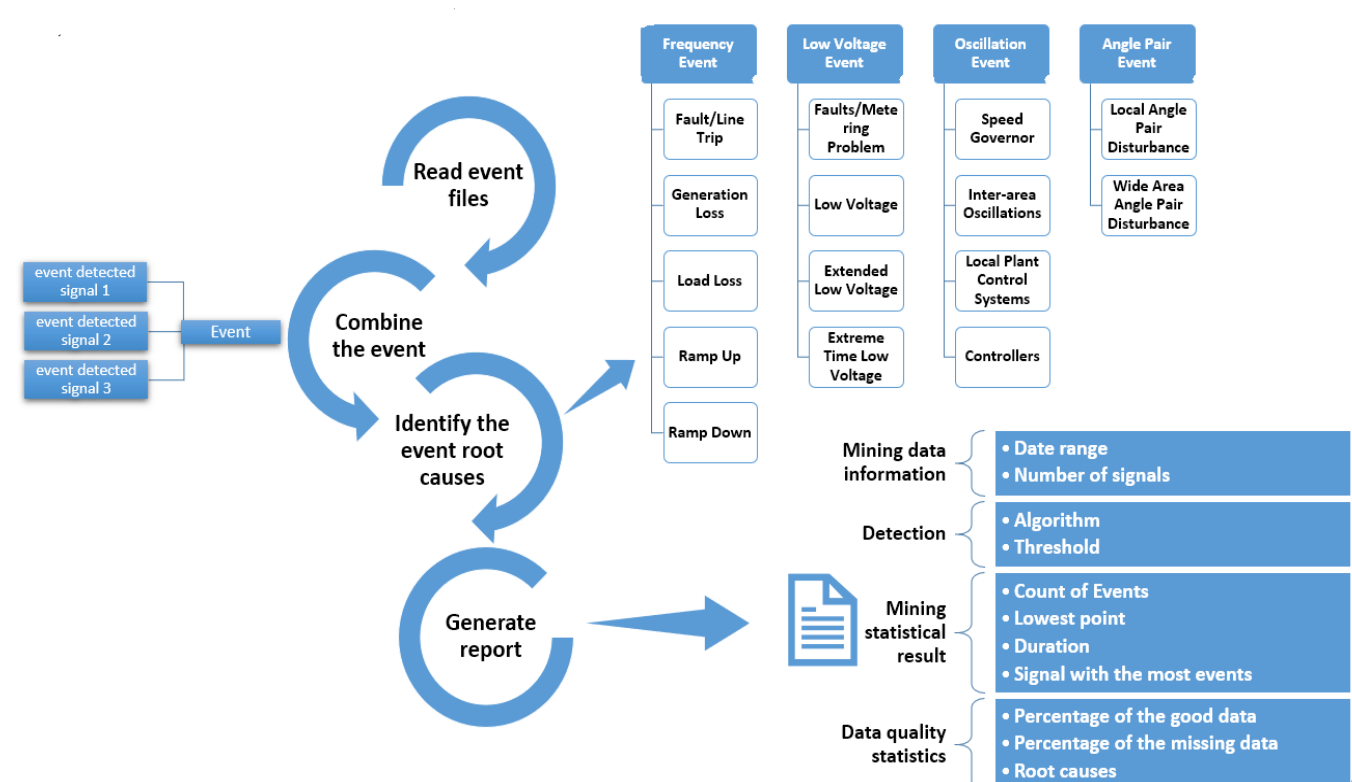 Frequency
Event
Low Voltage
Event
Oscillation
Event
Angle Pair
Event
Fault/Line
Trip
Generation
Loss
Load Loss
Ramp Up
Ramp Down
Faults/Mete
ring
Problem
Low Voltage
Extended
Low Voltage
Extreme
Time Low
Voltage
Speed
Governor
Inter-area
Oscillations
Local Plant
Control
Systems
Controllers
Local Angle
Pair
Disturbance
Wide Area
Angle Pair
Disturbance
Read event
files
event detected
signal 1
event detected
signal 2
event detected
signal 3
Event
Combine
the event
Identify the
event root
causes
Generate
report
Mining data
information
• Date range
• Number of signals
Detection
• Algorithm
• Threshold
Mining
statistical
result
• Count of Events
• Lowest point
• Duration
• Signal with the most events
Data quality
statistics
• Percentage of the good data
• Percentage of the missing data
• Root causes